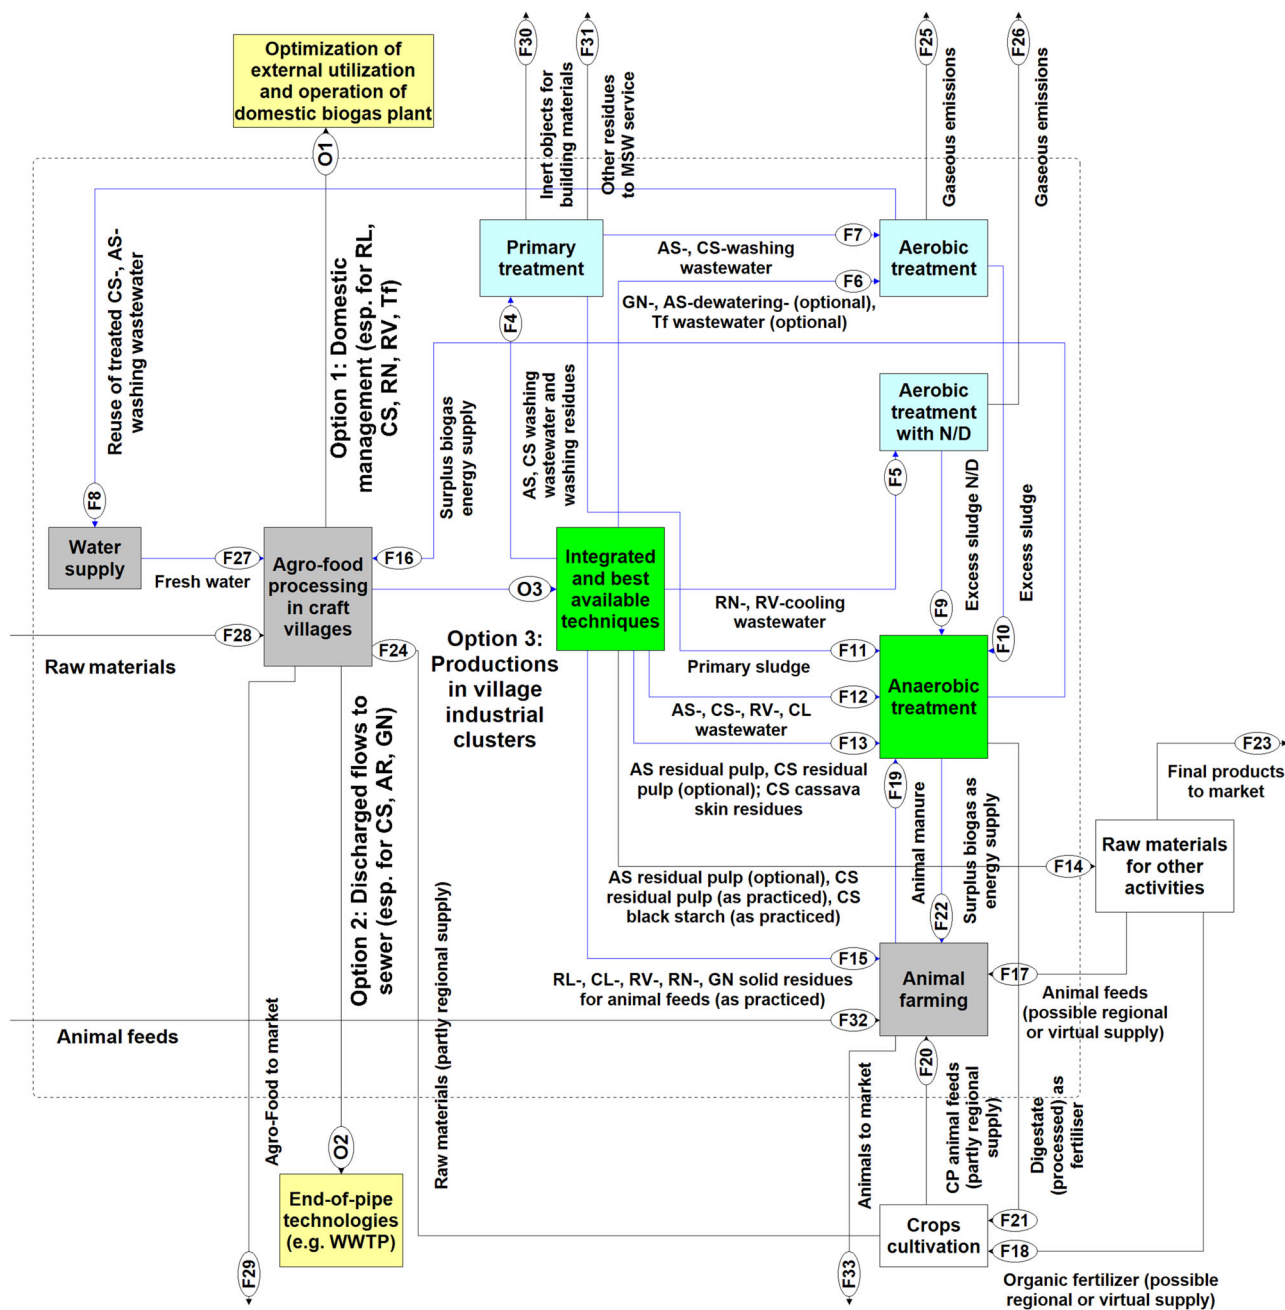 F30
F31
F25
F26
Optimization of
external utilization
and operation of
domestic biogas plant
O1
Inert objects for
building materials
Other residues
to MSW service
Gaseous emissions
Gaseous emissions
Reuse of treated CS-, AS-
washing wastewater
Option 1: Domestic
management (esp. for RL,
CS, RN, RV, Tf)
Primary
treatment
F7
AS-, CS-washing
wastewater
F6
GN-, AS-dewatering- (optional),
Tf wastewater (optional)
Aerobic
treatment
F4
Surplus biogas
energy supply
AS, CS washing
wastewater and
washing residues
Aerobic
treatment
with N/D
F5
Excess sludge N/D
Excess sludge
F8
Water
supply
F27
Fresh water
Agro-food
processing
in craft
villages
F16
O3
Integrated
and best
available
techniques
RN-, RV-cooling
wastewater
F9
F10
F28
Raw materials
F24
Option 3:
Productions
in village
industrial
clusters
F11
Primary sludge
F12
AS-, CS-, RV-, CL
wastewater
F13
AS residual pulp, CS residual
pulp (optional); CS cassava
skin residues
Anaerobic
treatment
F19
Animal manure
Surplus biogas as
energy supply
F22
F23
Final products
to market
Raw materials
for other
activities
F14
AS residual pulp (optional), CS
residual pulp (as practiced), CS
black starch (as practiced)
F15
RL-, CL-, RV-, RN-, GN solid residues
for animal feeds (as practiced)
Animal
farming
F17
Animal feeds
(possible regional
or virtual supply)
F32
Animal feeds
Option 2: Discharged flows to
sewer (esp. for CS, AR, GN)
Agro-Food to market
Raw materials (partly regional supply)
F20
Animals to market
CP animal feeds
(partly regional
supply)
Digestate
(processed) as
fertiliser
O2
End-of-pipe
technologies
(e.g. WWTP)
Crops
cultivation
F21
F18
Organic fertilizer (possible
regional or virtual supply)
F29
F33